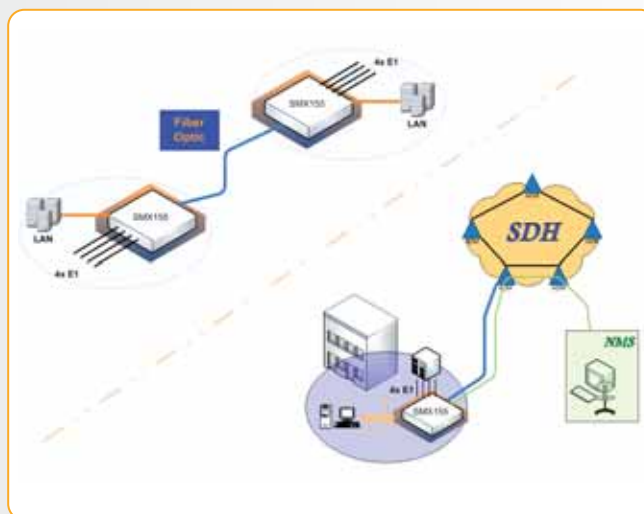 4x E1
SMX155
LAN
Fiber
Optic
SMX155
LAN
4x E1
SDH
NMS
4x E1
SMX155